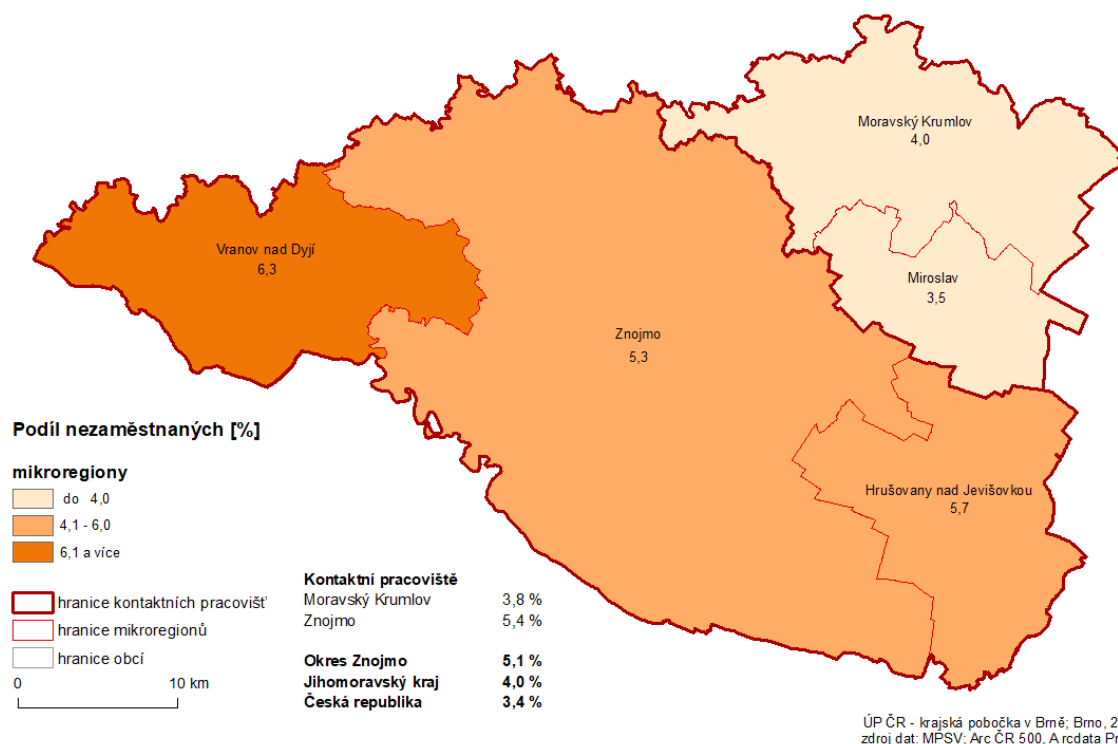 Moravský Krumlov
4,0
Vranov nad Dyjí
6,3
Miroslav
3,5
Znojmo
5,3
Hrušovany nad Jevišovkou
5,7
Podíl nezaměstnaných [%]
mikroregiony
do 4,0
4,1 - 6,0
6,1 a více
hranice kontaktních pracovišť
hranice mikroregionů
hranice obcí
0 10 km
Kontaktní pracoviště
Moravský Krumlov 3,8 %
Znojmo 5,4 %
Okres Znojmo 5,1 %
Jihomoravský kraj 4,0 %
Česká republika 3,4 %
ÚP ČR - krajská pobočka v Brně; Brno, 2
zdroj dat: MPSV; Arc ČR 500, Arcdata Pr